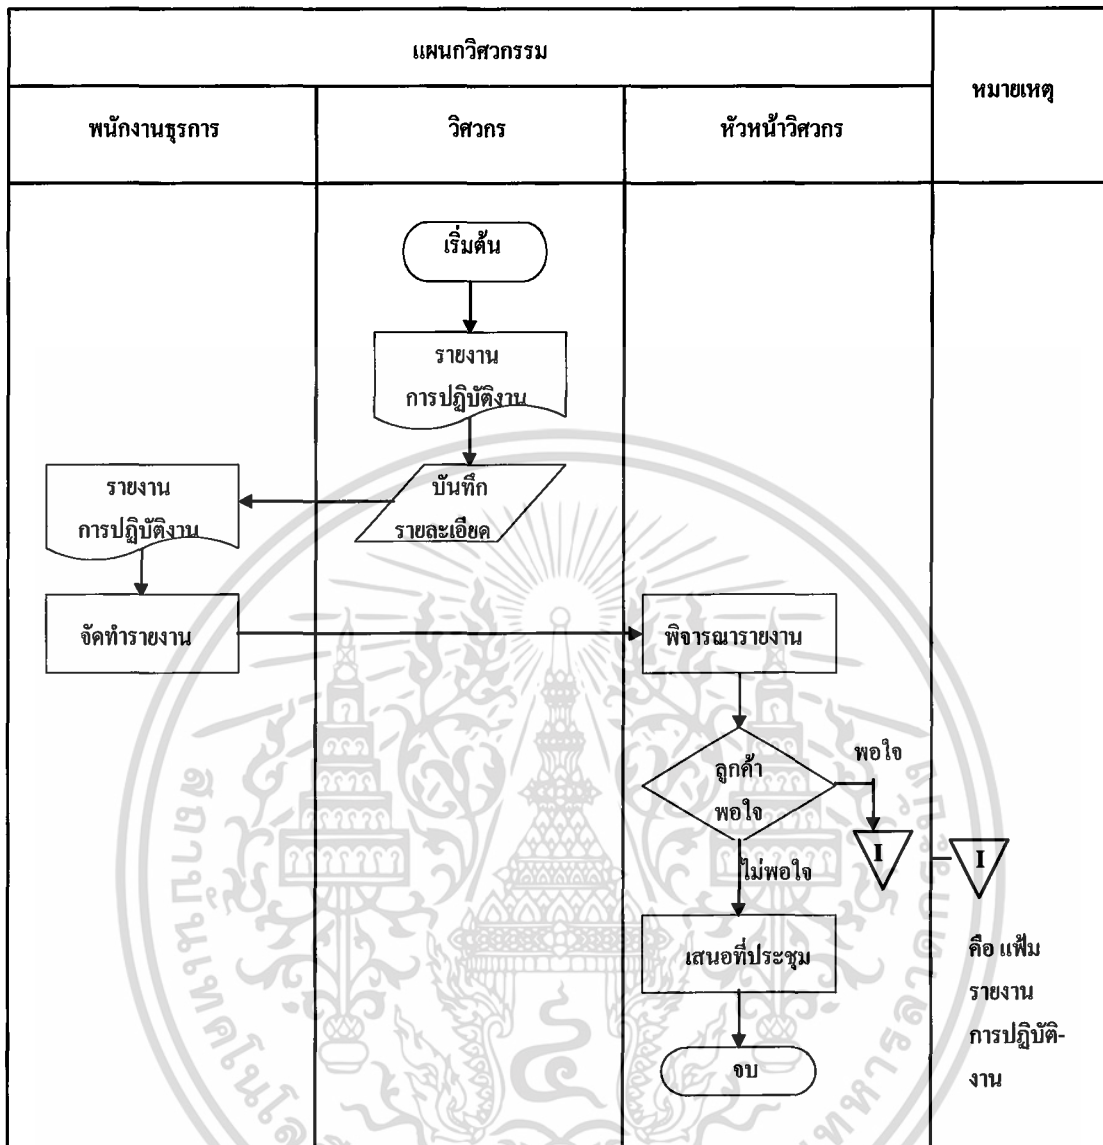 แผนกวิศวกรรม
หมายเหตุ
พนักงานธุรการ
วิศวกร
หัวหน้าวิศวกร
เริ่มต้น
รายงาน
การปฏิบัติงาน
บันทึก
รายละเอียด
รายงาน
การปฏิบัติงาน
จัดทำรายงาน
พิจารณารายงาน
ลูกค้า
พอใจ
พอใจ
I
I
ไม่พอใจ
เสนอที่ประชุม
จบ
คือ แฟ้ม
รายงาน
การปฏิบัติ-
งาน